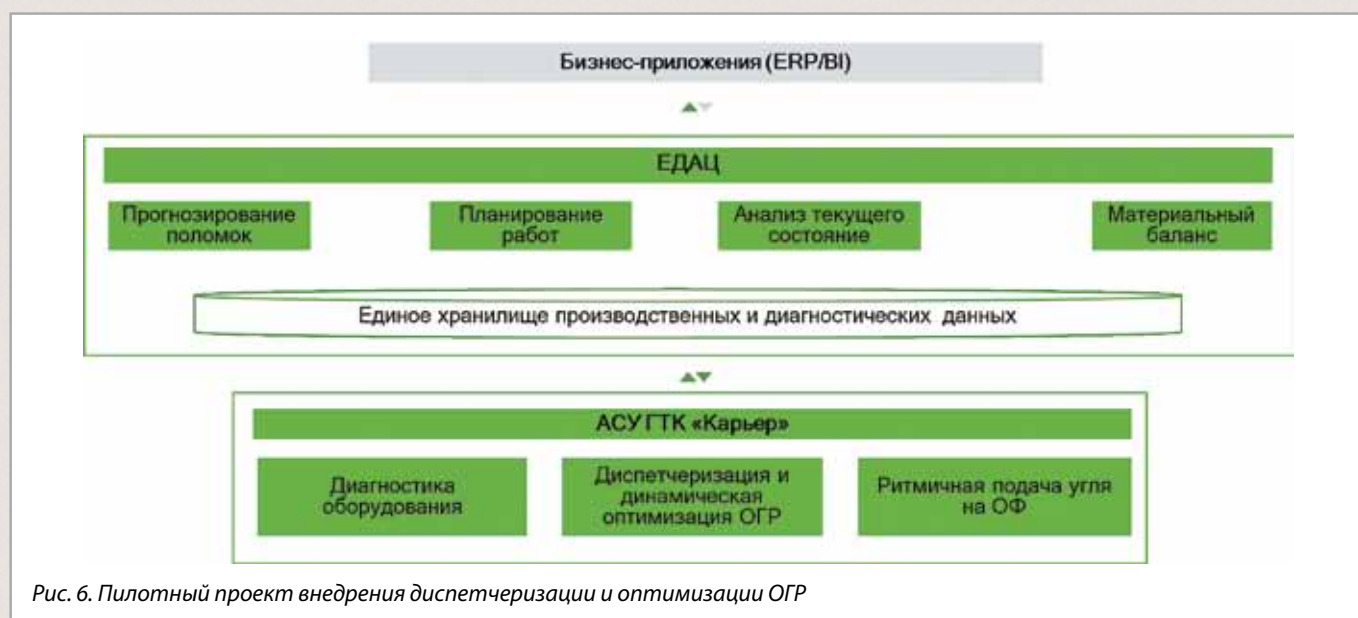 Бизнес-приложения (ERP/BI)
ЕДАЦ
Прогнозирование
поломок
Планирование
работ
Анализ текущего
состояние
Материальный
баланс
Единое хранилище производственных и диагностических данных
АСУ ГТК «Карьер»
Диагностика
оборудования
Диспетчеризация и
динамическая
оптимизация ОГР
Ритмичная подача угля
на ОФ
Рис. 6. Пилотный проект внедрения диспетчеризации и оптимизации ОГР